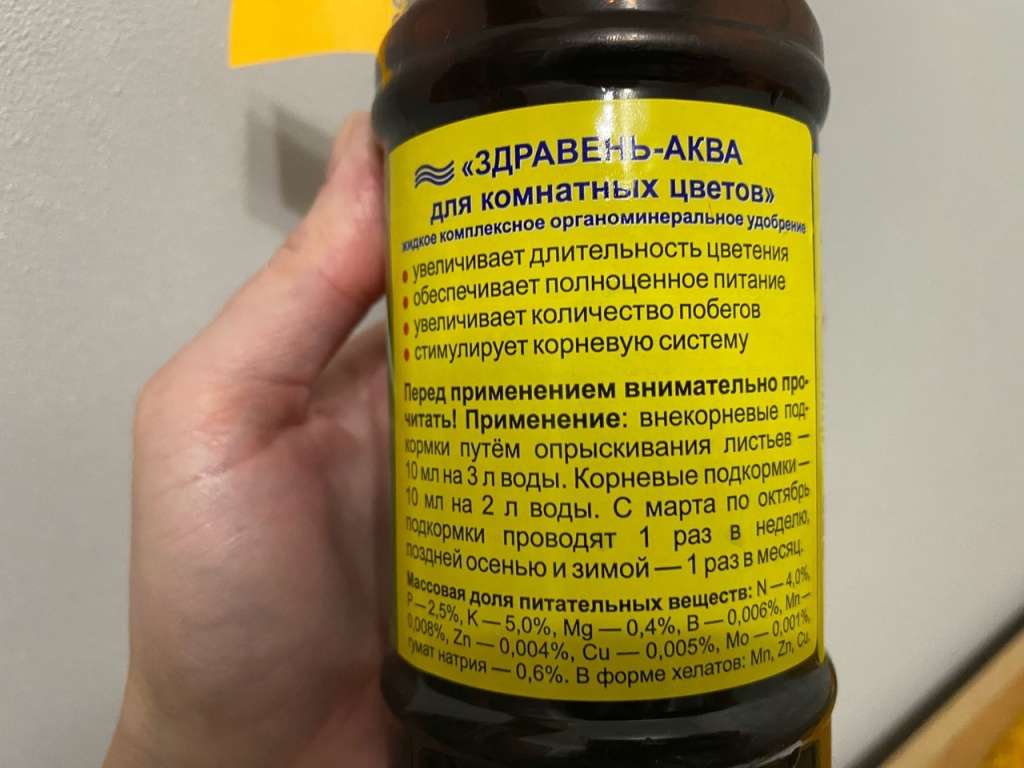 «ЗДРАВЕНЬ-АКВА
для комнатных цветов»
жидкое комплексное органоминеральное удобрение
• увеличивает длительность цветения
• обеспечивает полноценное питание
• увеличивает количество побегов
• стимулирует корневую систему
Перед применением внимательно про-
читать! Применение: внекорневые под-
кормки путём опрыскивания листьев —
10 мл на 3 л воды. Корневые подкормки —
10 мл на 2 л воды. С марта по октябрь
подкормки проводят 1 раз в неделю,
поздней осенью и зимой — 1 раз в месяц.
Массовая доля питательных веществ: N — 4,0%,
P — 2,5%, K — 5,0%, Mg — 0,4%, B — 0,006%, Mn —
0,008%, Zn — 0,004%, Cu — 0,005%, Mo — 0,001%,
гумат натрия — 0,6%. В форме хелатов: Mn, Zn, Cu.